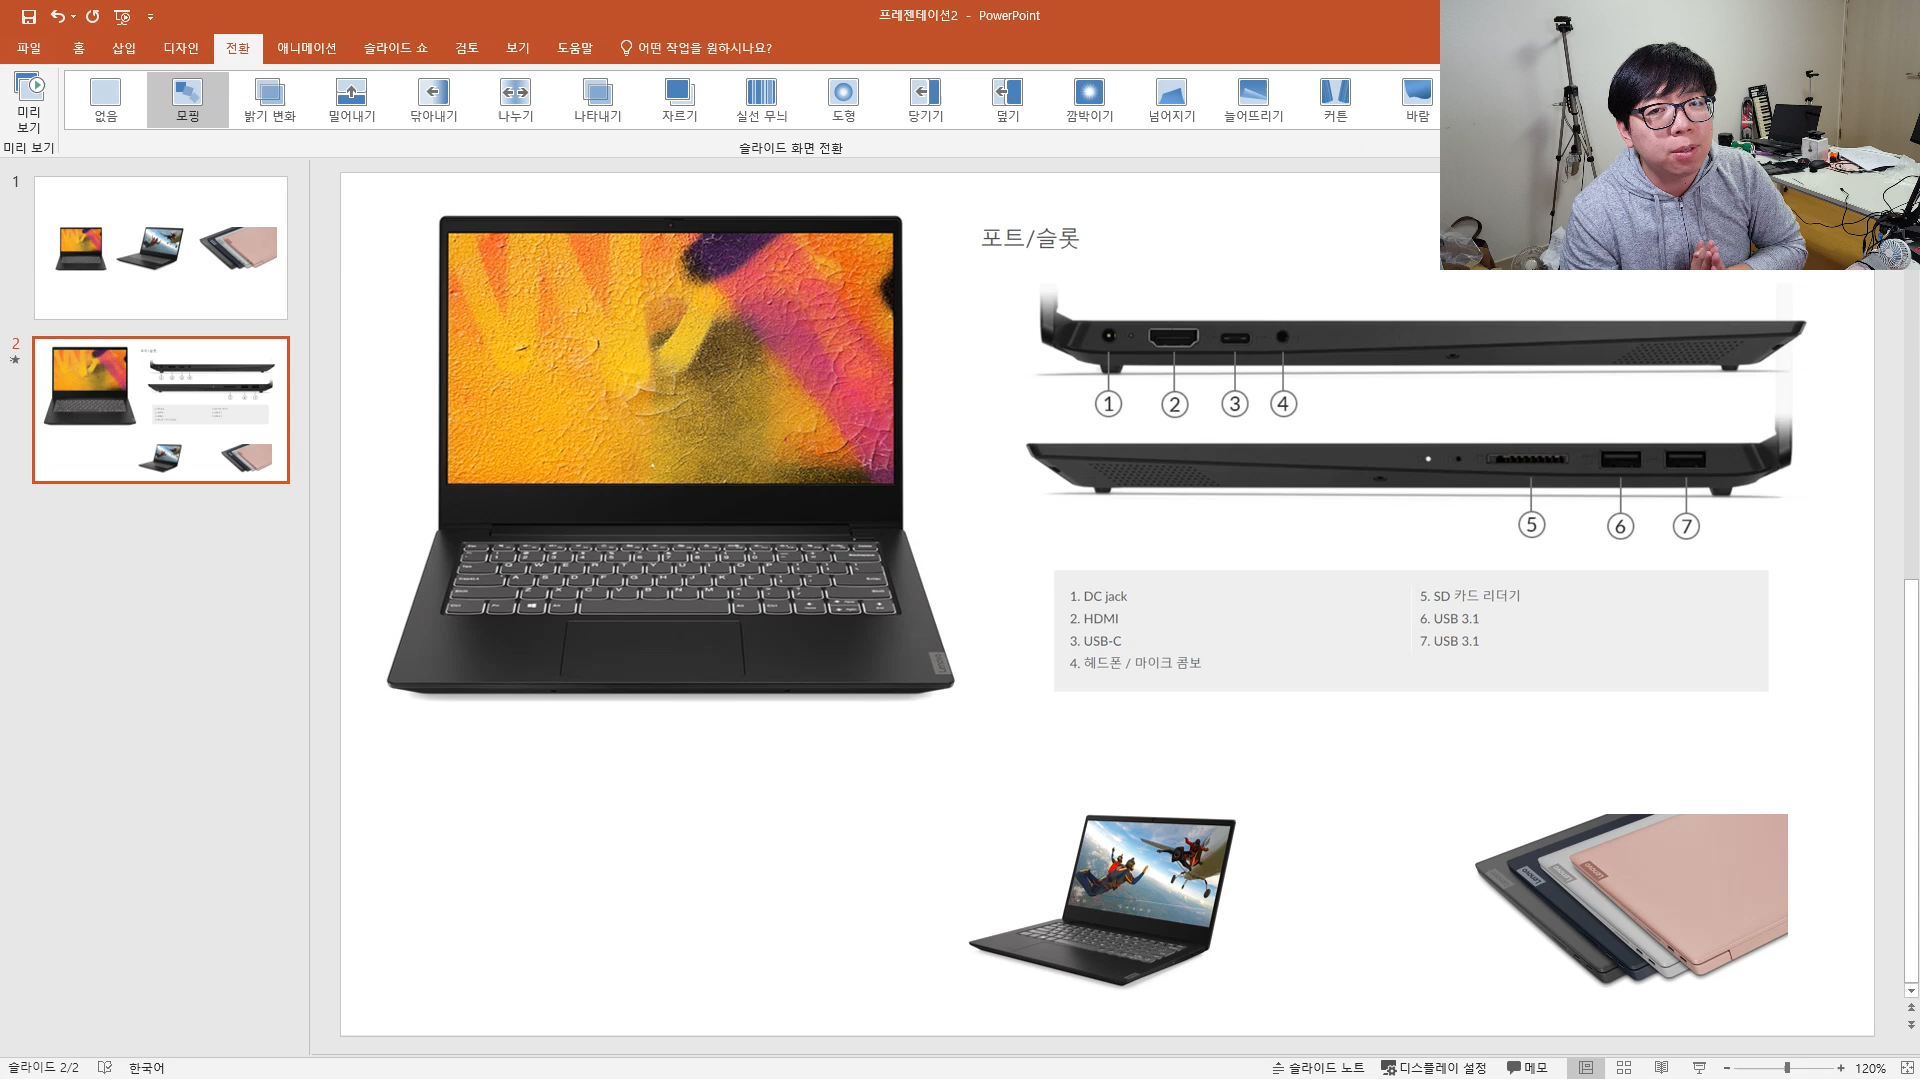 프레젠테이션2 - PowerPoint
파일 홈 삽입 디자인 전환 애니메이션 슬라이드 쇼 검토 보기 도움말 어떤 작업을 원하시나요?
미리
보기
없음 모핑 밝기 변화 밀어내기 닦아내기 나누기 나타내기 자르기 실선 무늬 도형 당기기 덮기 깜박이기 넘어지기 늘어뜨리기 커튼 바람
미리 보기
슬라이드 화면 전환
1
2
포트/슬롯
1 2 3 4
5 6 7
1. DC jack
2. HDMI
3. USB-C
4. 헤드폰 / 마이크 콤보
5. SD 카드 리더기
6. USB 3.1
7. USB 3.1
Lenovo
슬라이드 2/2 한국어
슬라이드 노트 디스플레이 설정 메모 120%